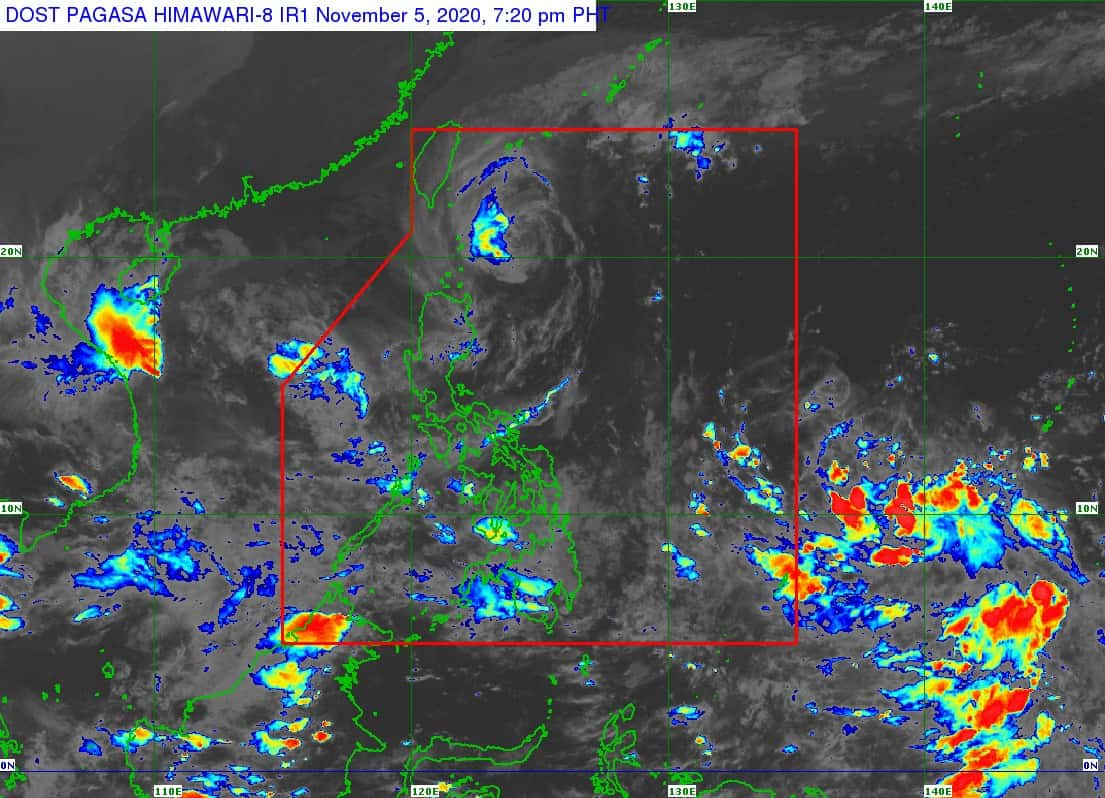 DOST PAGASA HIMAWARI-8 IR1 November 5, 2020, 7:20 pm PHT
130E 140E
20N 20N
10N 10N
0N 0N
110E 120E 130E 140E